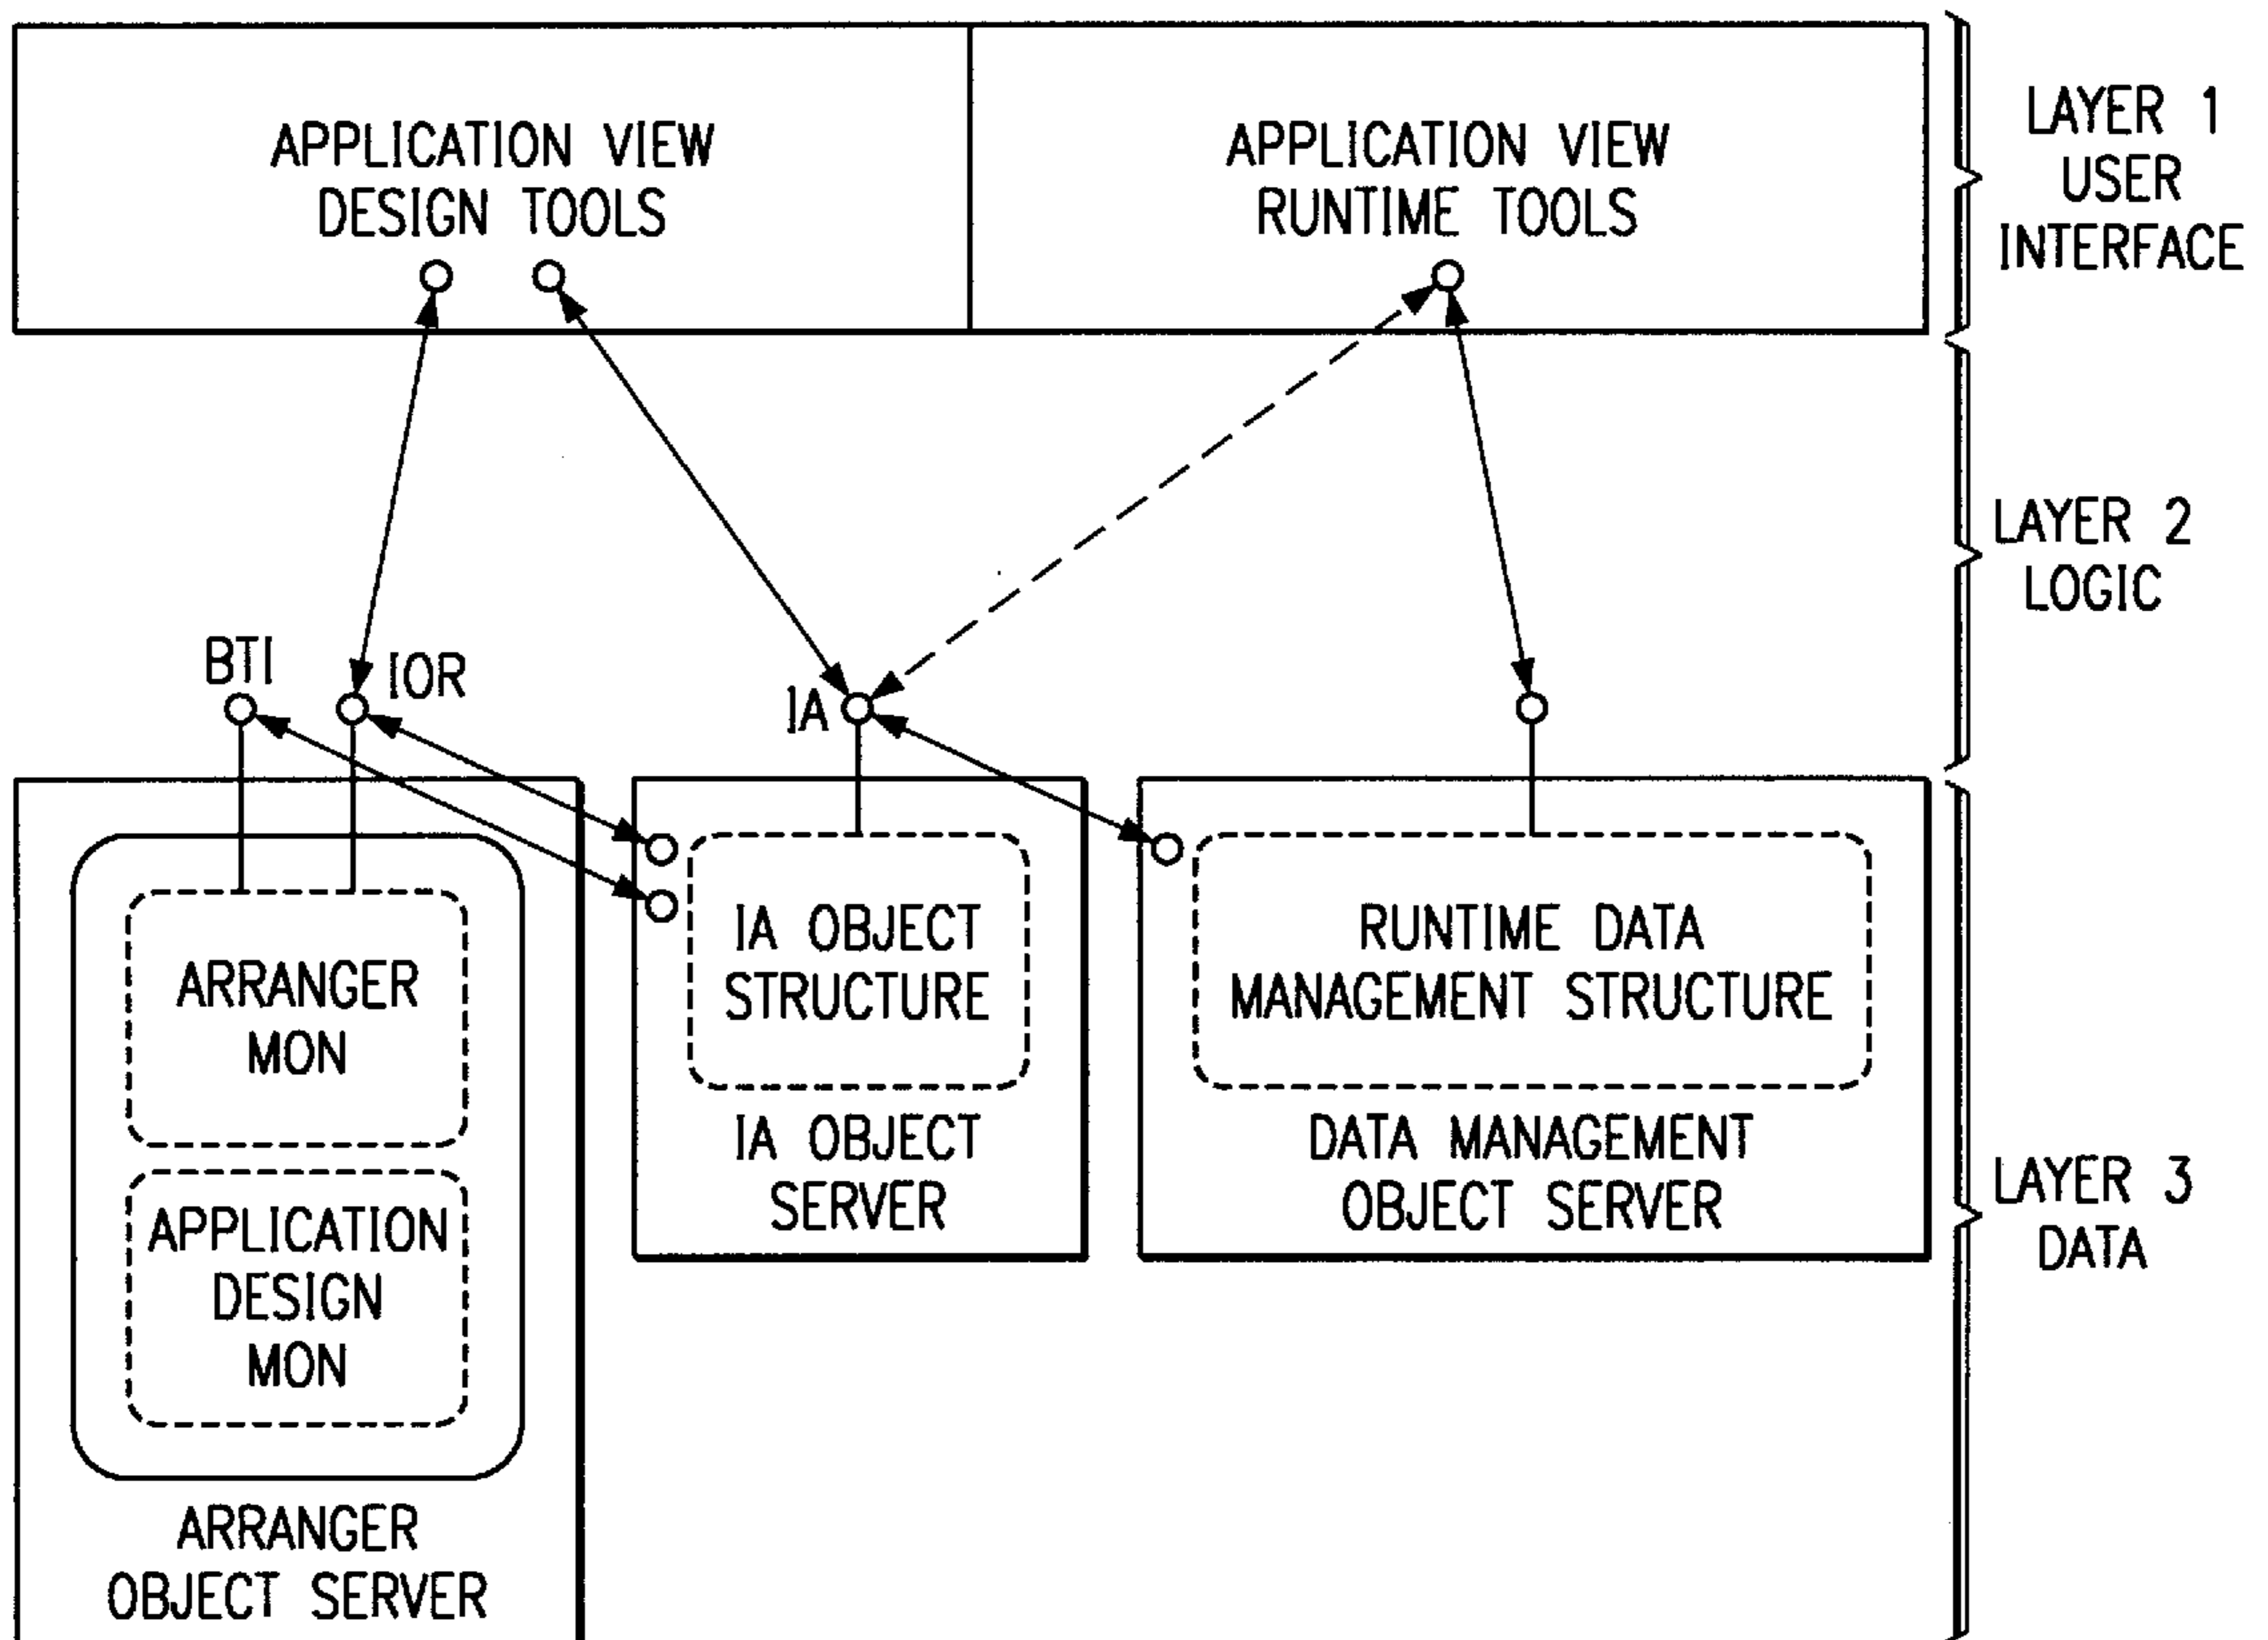 APPLICATION VIEW
DESIGN TOOLS
APPLICATION VIEW
RUNTIME TOOLS
LAYER 1
USER
INTERFACE
LAYER 2
LOGIC
BTI
IOR
IA
ARRANGER
MON
APPLICATION
DESIGN
MON
ARRANGER
OBJECT SERVER
IA OBJECT
STRUCTURE
IA OBJECT
SERVER
RUNTIME DATA
MANAGEMENT STRUCTURE
DATA MANAGEMENT
OBJECT SERVER
LAYER 3
DATA